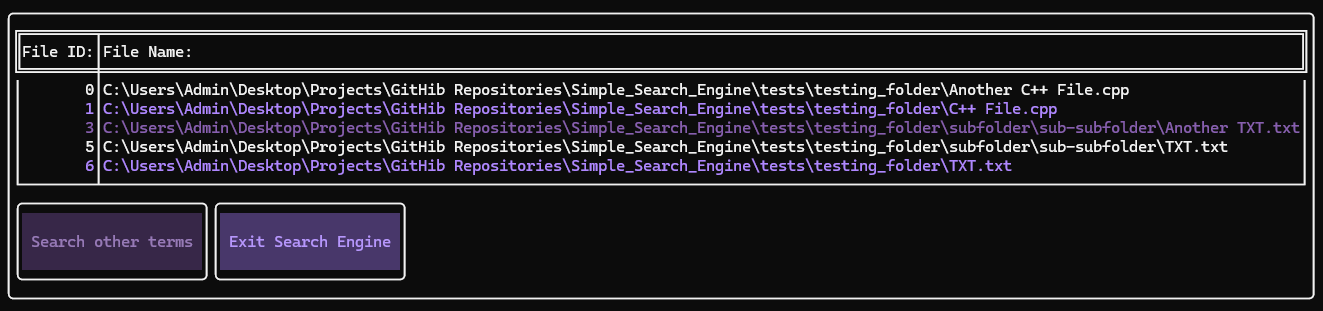 File ID: File Name:
0 C:\Users\Admin\Desktop\Projects\GitHib Repositories\Simple_Search_Engine\tests\testing_folder\Another C++ File.cpp
1 C:\Users\Admin\Desktop\Projects\GitHib Repositories\Simple_Search_Engine\tests\testing_folder\C++ File.cpp
3 C:\Users\Admin\Desktop\Projects\GitHib Repositories\Simple_Search_Engine\tests\testing_folder\subfolder\sub-subfolder\Another TXT.txt
5 C:\Users\Admin\Desktop\Projects\GitHib Repositories\Simple_Search_Engine\tests\testing_folder\subfolder\sub-subfolder\TXT.txt
6 C:\Users\Admin\Desktop\Projects\GitHib Repositories\Simple_Search_Engine\tests\testing_folder\TXT.txt
Search other terms Exit Search Engine